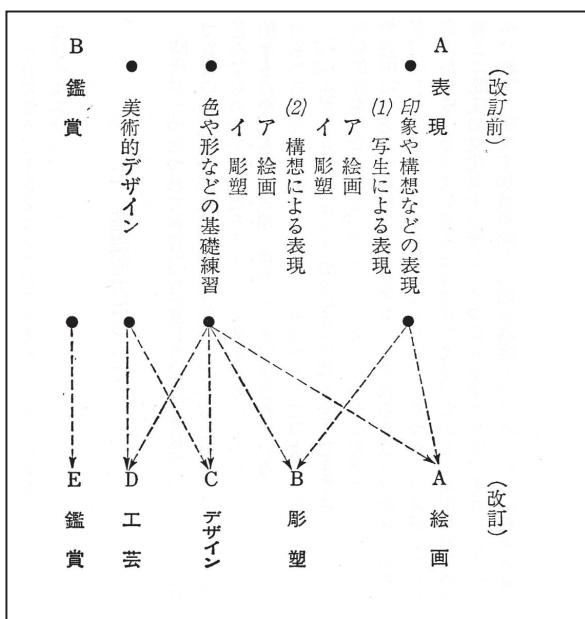 (改訂前)
A 表現
● 印象や構想などの表現
(1) 写生による表現
ア 絵画
イ 彫塑
(2) 構想による表現
ア 絵画
イ 彫塑
● 色や形などの基礎練習
● 美術的デザイン
B 鑑賞
(改訂)
A 絵画
B 彫塑
C デザイン
D 工芸
E 鑑賞